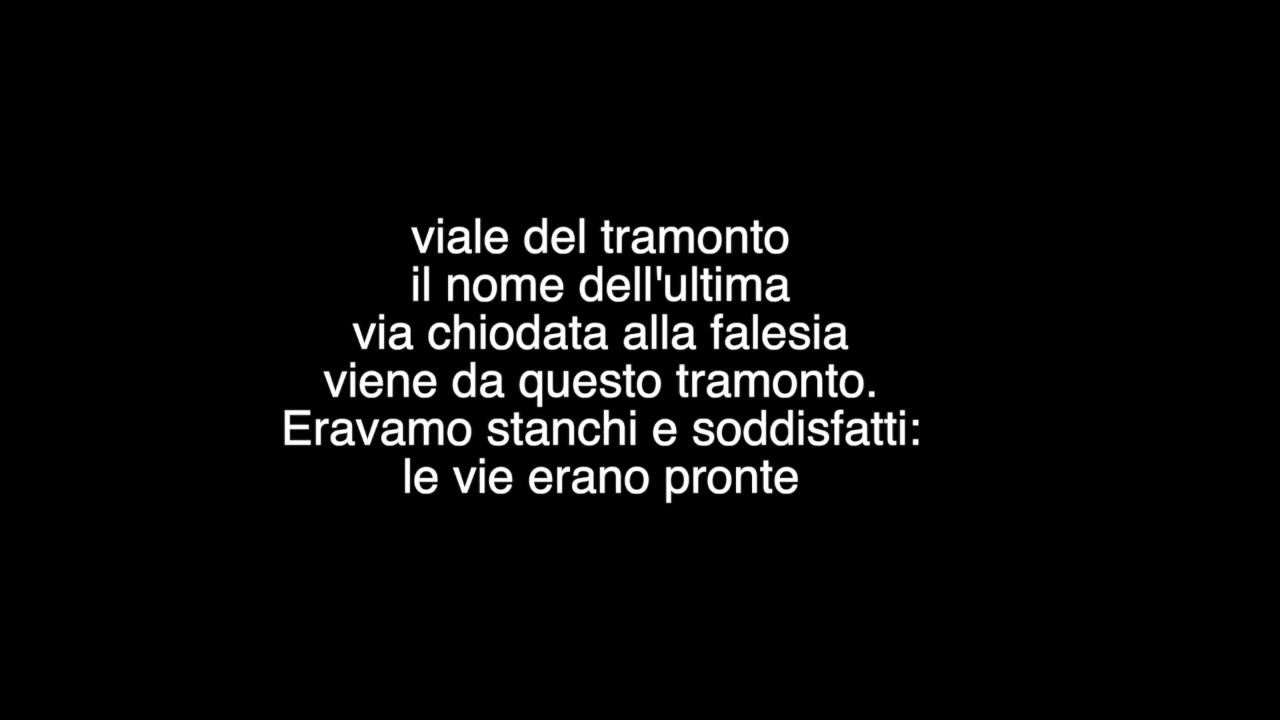 viale del tramonto
il nome dell'ultima
via chiodata alla falesia
viene da questo tramonto.
Eravamo stanchi e soddisfatti:
le vie erano pronte